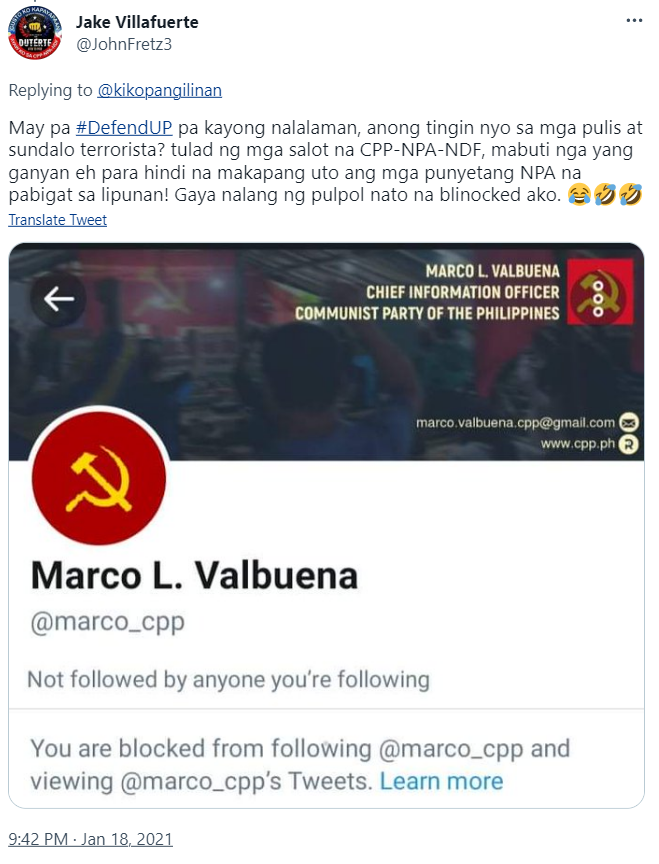 Jake Villafuerte
@JohnFretz3
Replying to @kikopangilinan
May pa #DefendUP pa kayong nalalaman, anong tingin nyo sa mga pulis at
sundalo terrorista? tulad ng mga salot na CPP-NPA-NDF, mabuti nga yang
ganyan eh para hindi na makapang uto ang mga punyetang NPA na
pabigat sa lipunan! Gaya nalang ng pulpol nato na blinocked ako. 😂🤣🤣
Translate Tweet
MARCO L. VALBUENA
CHIEF INFORMATION OFFICER
COMMUNIST PARTY OF THE PHILIPPINES
marco.valbuena.cpp@gmail.com
www.cpp.ph
Marco L. Valbuena
@marco_cpp
Not followed by anyone you're following
You are blocked from following @marco_cpp and
viewing @marco_cpp's Tweets. Learn more
9:42 PM · Jan 18, 2021